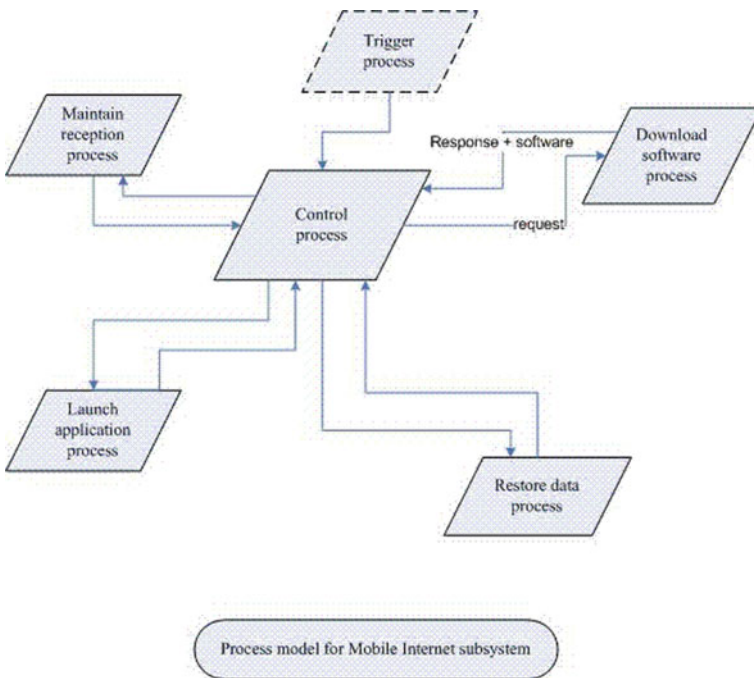 Trigger
process
Maintain
reception
process
Response + software
Download
software
process
Control
process
request
Launch
application
process
Restore data
process
Process model for Mobile Internet subsystem